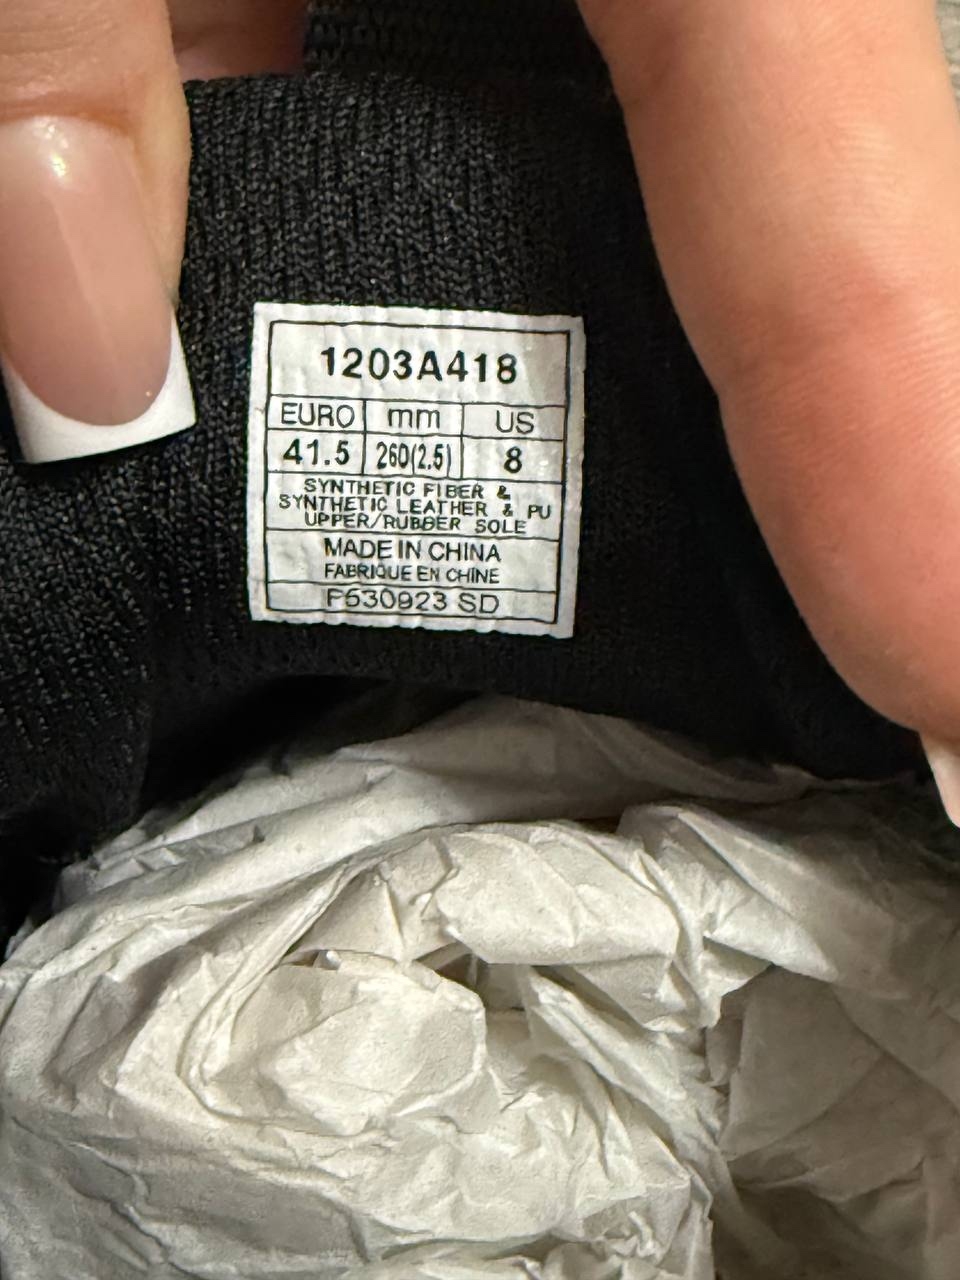 1203A418
EURO mm US
41.5 260(2.5) 8
SYNTHETIC FIBER &
SYNTHETIC LEATHER & PU
UPPER/RUBBER SOLE
MADE IN CHINA
FABRIQUE EN CHINE
P630923 SD